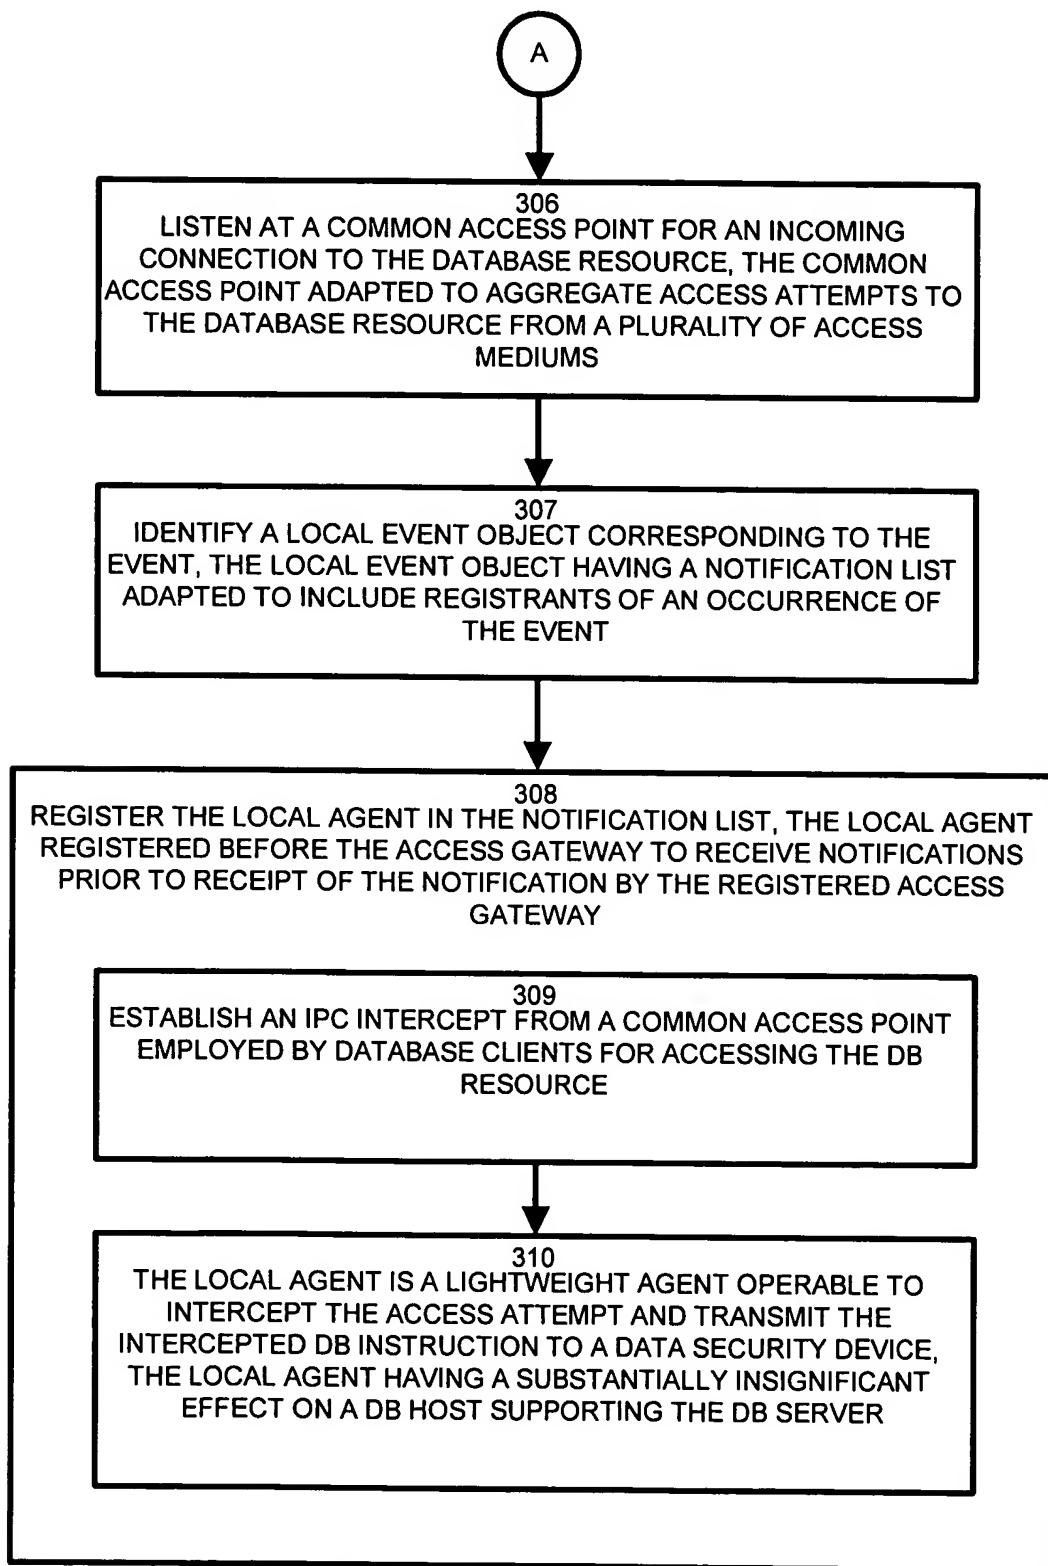 A
306
LISTEN AT A COMMON ACCESS POINT FOR AN INCOMING
CONNECTION TO THE DATABASE RESOURCE, THE COMMON
ACCESS POINT ADAPTED TO AGGREGATE ACCESS ATTEMPTS TO
THE DATABASE RESOURCE FROM A PLURALITY OF ACCESS
MEDIUMS
307
IDENTIFY A LOCAL EVENT OBJECT CORRESPONDING TO THE
EVENT, THE LOCAL EVENT OBJECT HAVING A NOTIFICATION LIST
ADAPTED TO INCLUDE REGISTRANTS OF AN OCCURRENCE OF
THE EVENT
308
REGISTER THE LOCAL AGENT IN THE NOTIFICATION LIST, THE LOCAL AGENT
REGISTERED BEFORE THE ACCESS GATEWAY TO RECEIVE NOTIFICATIONS
PRIOR TO RECEIPT OF THE NOTIFICATION BY THE REGISTERED ACCESS
GATEWAY
309
ESTABLISH AN IPC INTERCEPT FROM A COMMON ACCESS POINT
EMPLOYED BY DATABASE CLIENTS FOR ACCESSING THE DB
RESOURCE
310
THE LOCAL AGENT IS A LIGHTWEIGHT AGENT OPERABLE TO
INTERCEPT THE ACCESS ATTEMPT AND TRANSMIT THE
INTERCEPTED DB INSTRUCTION TO A DATA SECURITY DEVICE,
THE LOCAL AGENT HAVING A SUBSTANTIALLY INSIGNIFICANT
EFFECT ON A DB HOST SUPPORTING THE DB SERVER